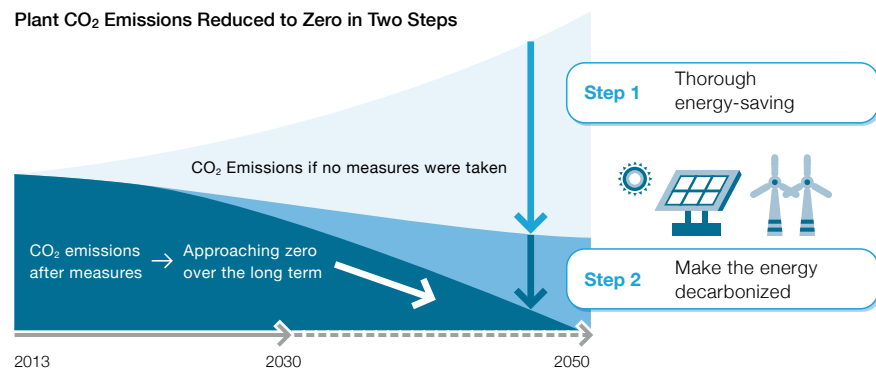 Plant CO₂ Emissions Reduced to Zero in Two Steps
Step 1
Thorough
energy-saving
CO₂ Emissions if no measures were taken
CO₂ emissions
after measures
→
Approaching zero
over the long term
Step 2
Make the energy
decarbonized
2013
2030
2050